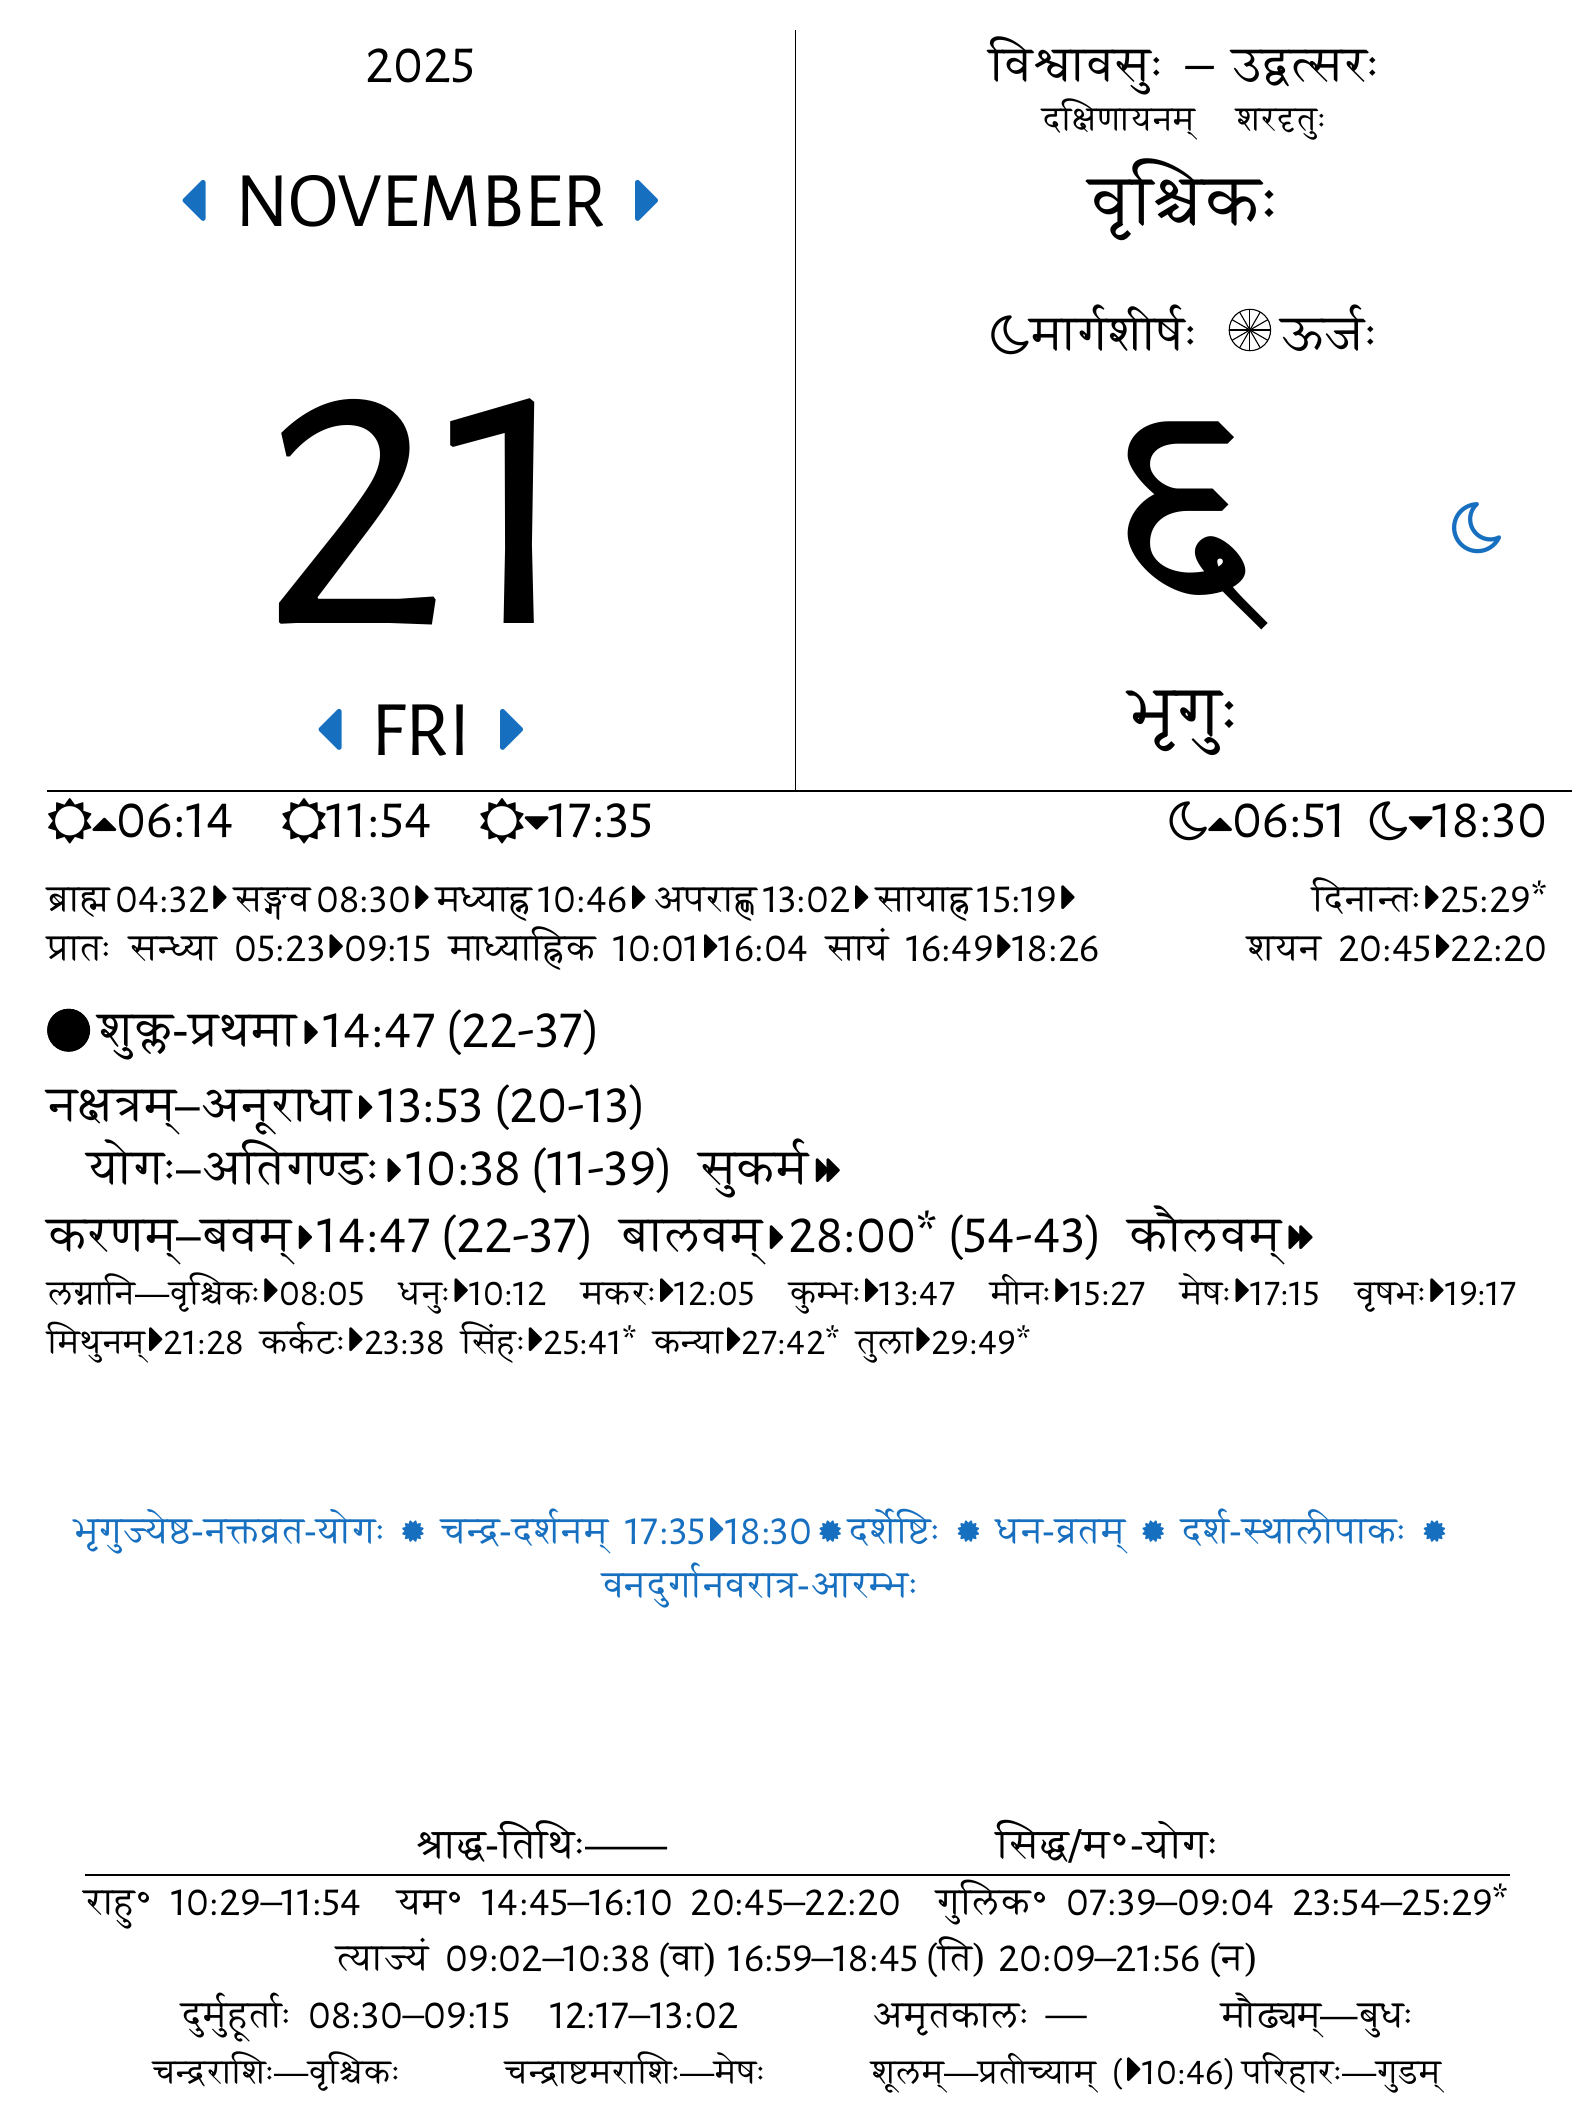 2025
NOVEMBER
21
FRI
विश्वावसुः – उद्वत्सरः
दक्षिणायनम् शरदृतुः
वृश्चिकः
मार्गशीर्षः ऊर्जः
६
भृगुः
06:14 11:54 17:35 06:51 18:30
ब्राह्म 04:32 सङ्गव 08:30 मध्याह्न 10:46 अपराह्ण 13:02 सायाह्न 15:19 दिनान्तः 25:29*
प्रातः सन्ध्या 05:23 09:15 माध्याह्निक 10:01 16:04 सायं 16:49 18:26 शयन 20:45 22:20
शुक्ल-प्रथमा 14:47 (22-37)
नक्षत्रम्–अनूराधा 13:53 (20-13)
योगः–अतिगण्डः 10:38 (11-39) सुकर्म
करणम्–बवम् 14:47 (22-37) बालवम् 28:00* (54-43) कौलवम्
लग्नानि—वृश्चिकः 08:05 धनुः 10:12 मकरः 12:05 कुम्भः 13:47 मीनः 15:27 मेषः 17:15 वृषभः 19:17
मिथुनम् 21:28 कर्कटः 23:38 सिंहः 25:41* कन्या 27:42* तुला 29:49*
भृगुज्येष्ठ-नक्तव्रत-योगः चन्द्र-दर्शनम् 17:35 18:30 दर्शेष्टिः धन-व्रतम् दर्श-स्थालीपाकः
वनदुर्गानवरात्र-आरम्भः
श्राद्ध-तिथिः—— सिद्ध/म॰-योगः
राहु॰ 10:29–11:54 यम॰ 14:45–16:10 20:45–22:20 गुलिक॰ 07:39–09:04 23:54–25:29*
त्याज्यं 09:02–10:38 (वा) 16:59–18:45 (ति) 20:09–21:56 (न)
दुर्मुहूर्ताः 08:30–09:15 12:17–13:02 अमृतकालः — मौढ्यम्—बुधः
चन्द्रराशिः—वृश्चिकः चन्द्राष्टमराशिः—मेषः शूलम्—प्रतीच्याम् (10:46) परिहारः—गुडम्